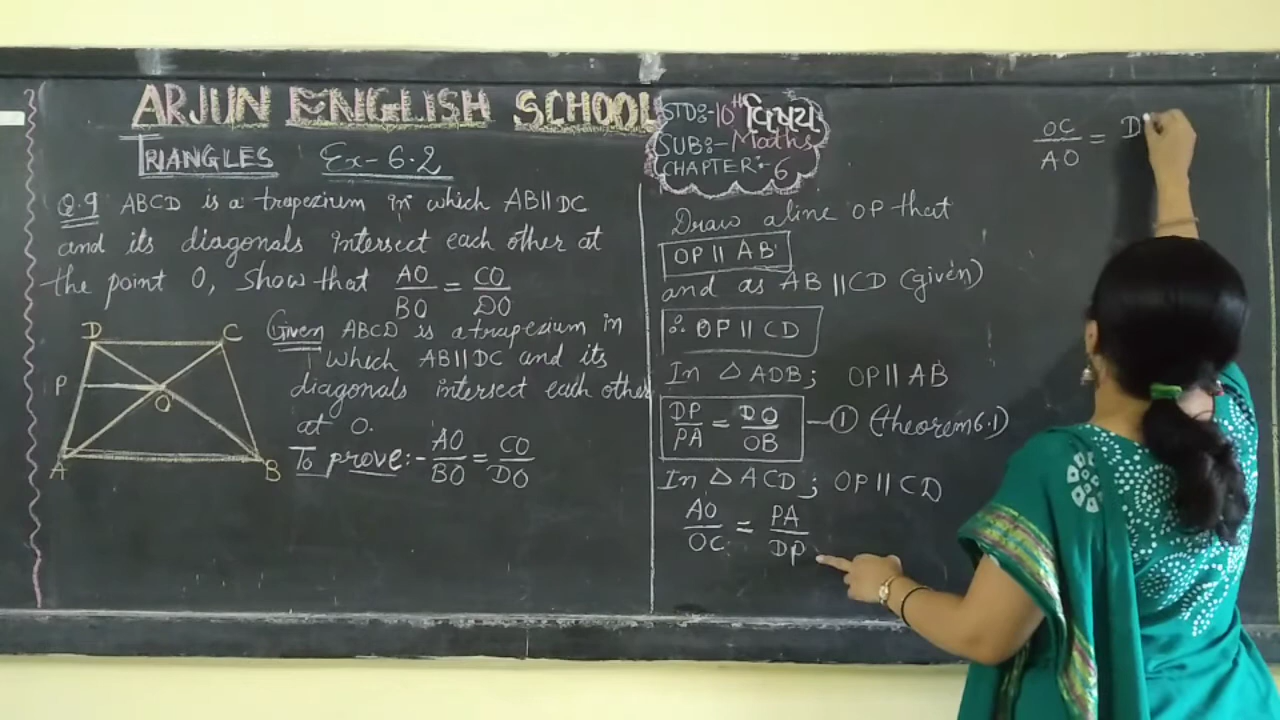 ARJUN ENGLISH SCHOOL
TRIANGLES Ex-6.2
Q.9 ABCD is a trapezium in which AB||DC
and its diagonals intersect each other at
the point O, Show that AO/BO = CO/DO
D C
P
O
A B
Given ABCD is a trapezium in
which AB||DC and its
diagonals intersect each other
at O.
To prove:- AO/BO = CO/DO
STD:-10th વિષય
SUB:-Maths
CHAPTER:-6
Draw aline OP that
OP || AB
and as AB ||CD (given)
∴ OP || CD
In △ADB; OP||AB
DP/PA = DO/OB —① (theorem6.1)
In △ACD; OP||CD
AO/OC = PA/DP
OC/AO = D